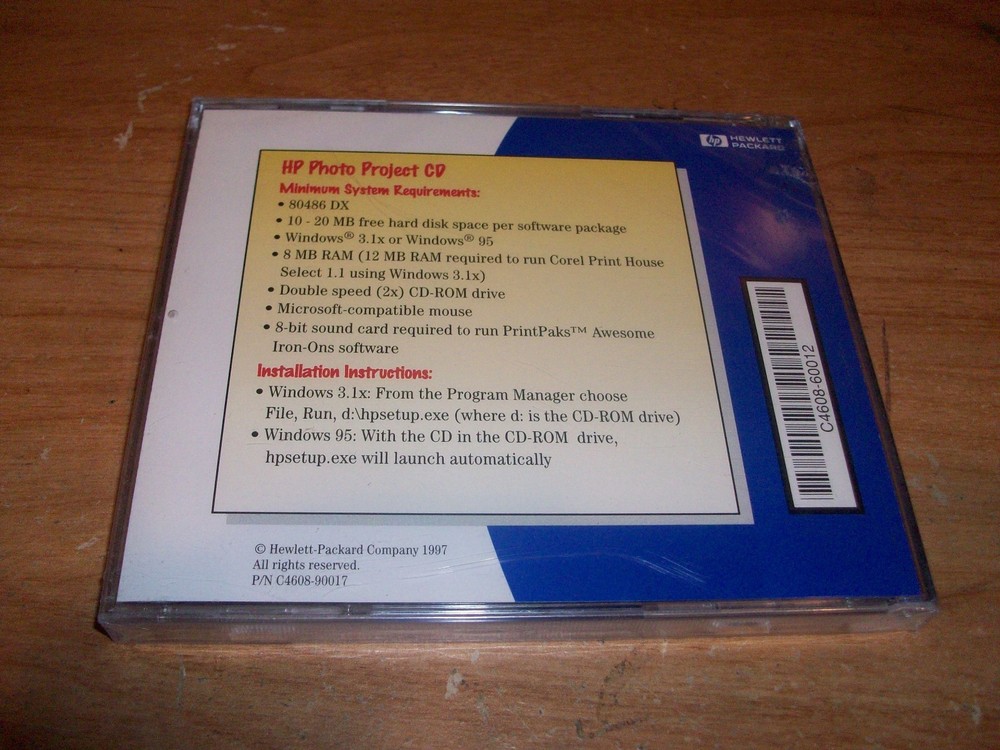 hp HEWLETT
PACKARD
HP Photo Project CD
Minimum System Requirements:
• 80486 DX
• 10 - 20 MB free hard disk space per software package
• Windows® 3.1x or Windows® 95
• 8 MB RAM (12 MB RAM required to run Corel Print House
Select 1.1 using Windows 3.1x)
• Double speed (2x) CD-ROM drive
• Microsoft-compatible mouse
• 8-bit sound card required to run PrintPaks™ Awesome
Iron-Ons software
Installation Instructions:
• Windows 3.1x: From the Program Manager choose
File, Run, d:\hpsetup.exe (where d: is the CD-ROM drive)
• Windows 95: With the CD in the CD-ROM drive,
hpsetup.exe will launch automatically
C4608-60012
© Hewlett-Packard Company 1997
All rights reserved.
P/N C4608-90017